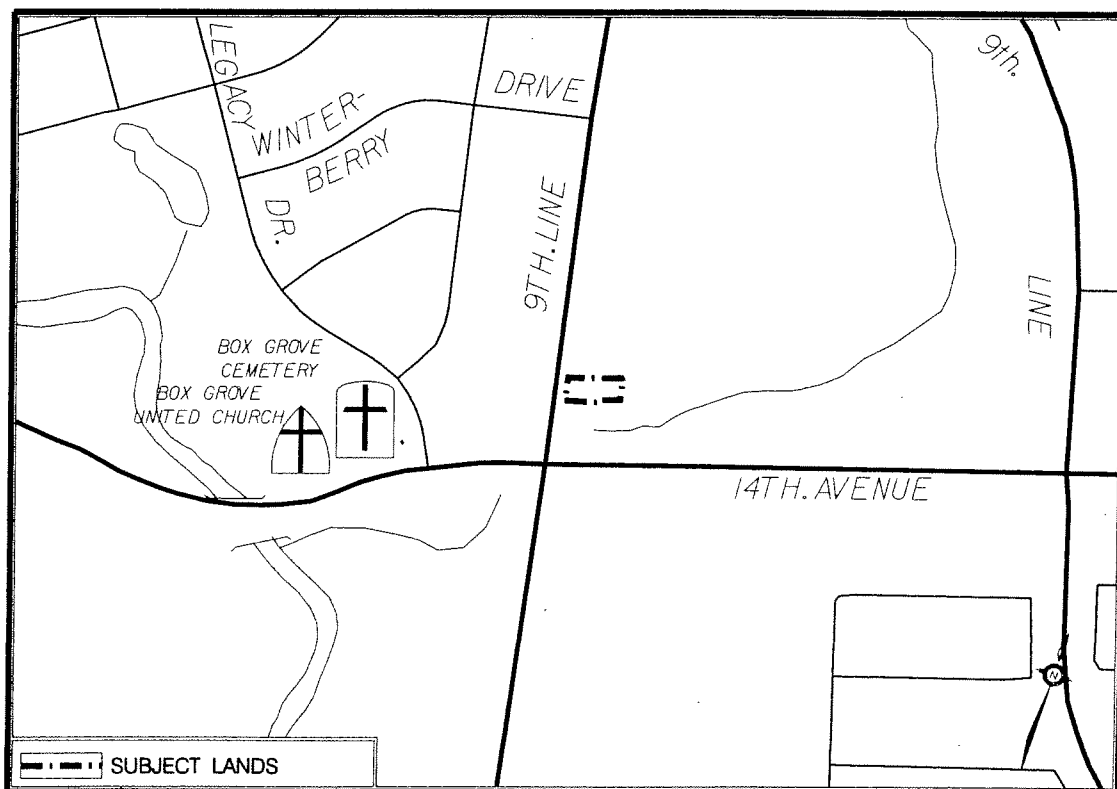 LEGACY
DR.
WINTER-
BERRY
DRIVE
9th.
LINE
9TH. LINE
BOX GROVE
CEMETERY
BOX GROVE
UNITED CHURCH
14TH. AVENUE
N
SUBJECT LANDS